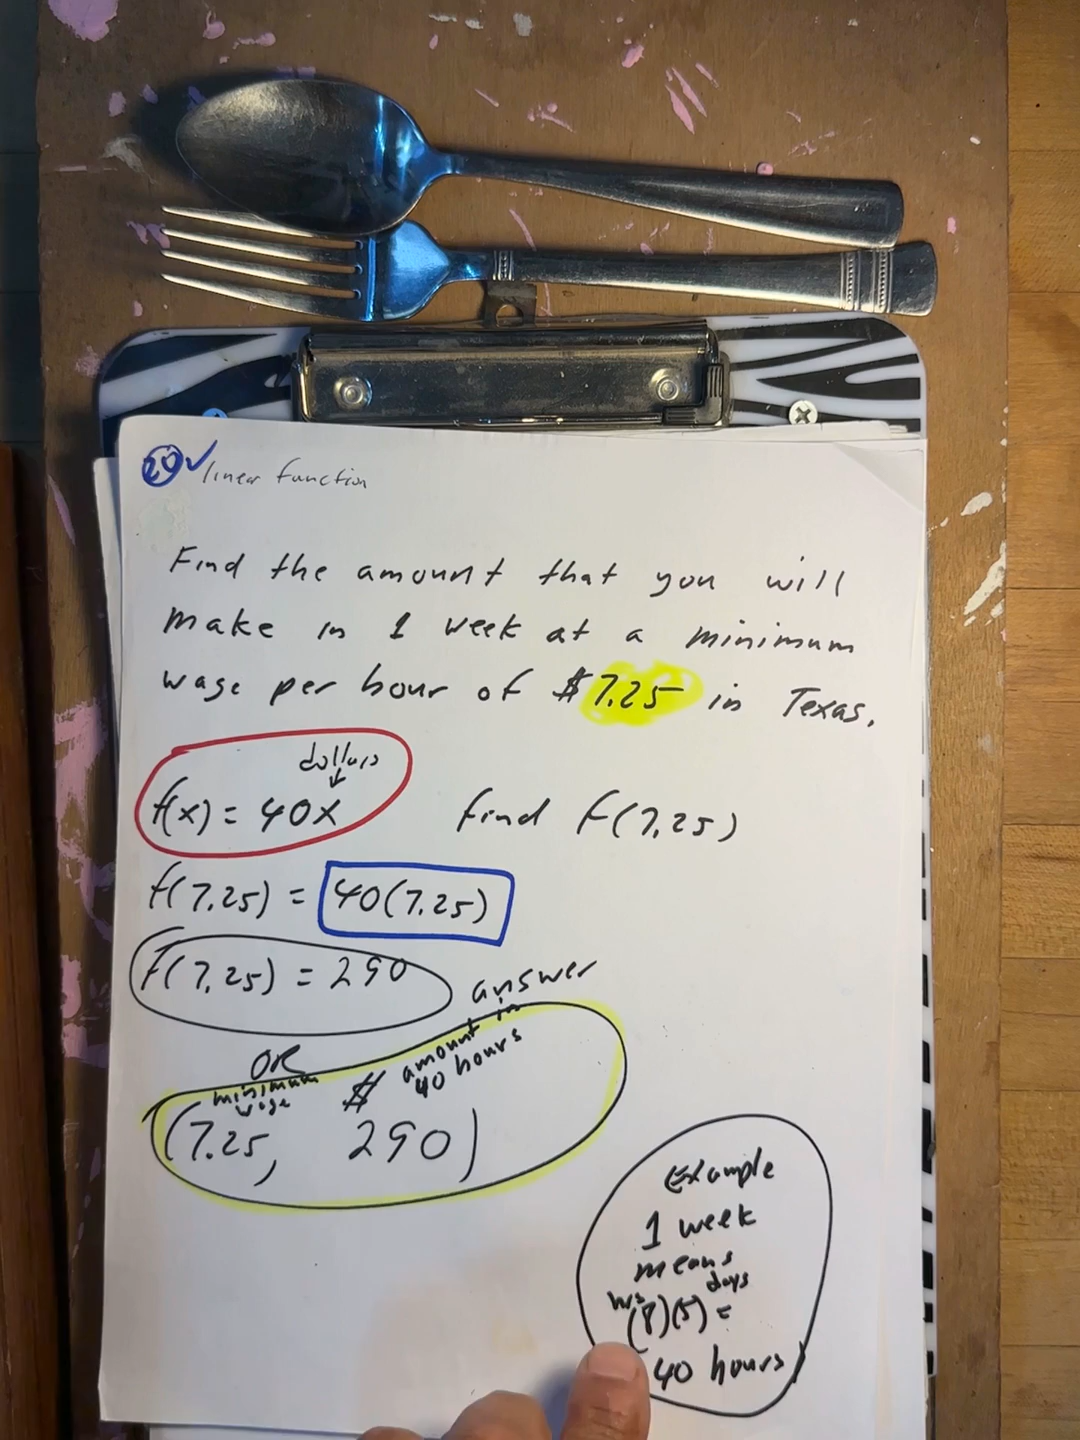 20 ✓ linear function
Find the amount that you will
make in 1 week at a minimum
wage per hour of $7.25 in Texas.
dollars
f(x) = 40x find f(7.25)
f(7.25) = 40(7.25)
f(7.25) = 290
answer
OR
minimum wage
$ amount in 40 hours
(7.25, 290)
Example
1 week
means
hrs days
(8)(5) =
40 hours